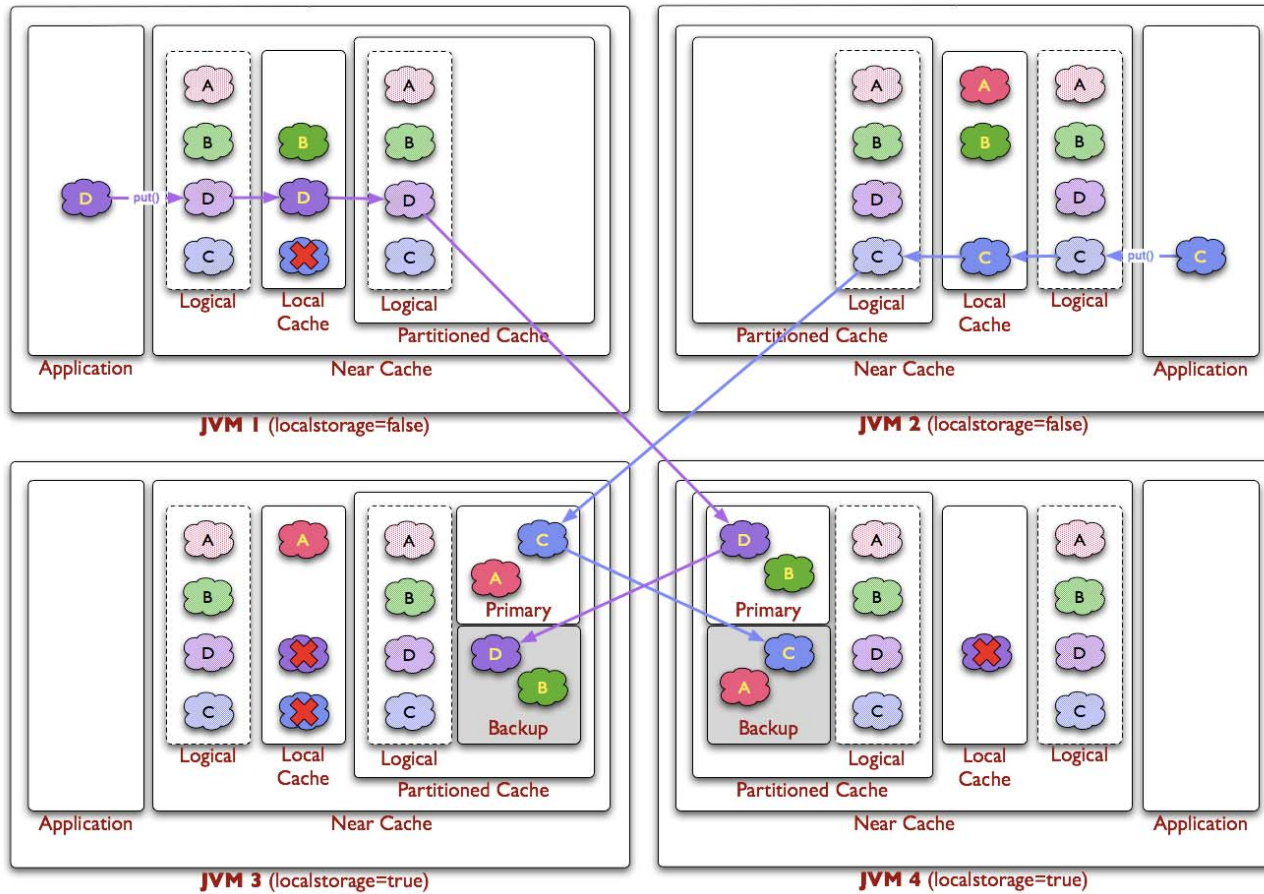 A
A
A
A
A
B
B
B
B
B
B
D
put()
D
D
D
D
D
C
C
C
C
C
put()
C
Logical
Local
Cache
Logical
Logical
Local
Cache
Logical
Partitioned Cache
Partitioned Cache
Application
Near Cache
Near Cache
Application
JVM 1 (localstorage=false)
JVM 2 (localstorage=false)
A
A
A
C
D
A
A
A
B
B
B
B
B
Primary
Primary
D
D
D
C
D
D
B
A
C
C
C
C
Backup
Backup
Logical
Local
Cache
Logical
Logical
Local
Cache
Logical
Partitioned Cache
Partitioned Cache
Application
Near Cache
Near Cache
Application
JVM 3 (localstorage=true)
JVM 4 (localstorage=true)